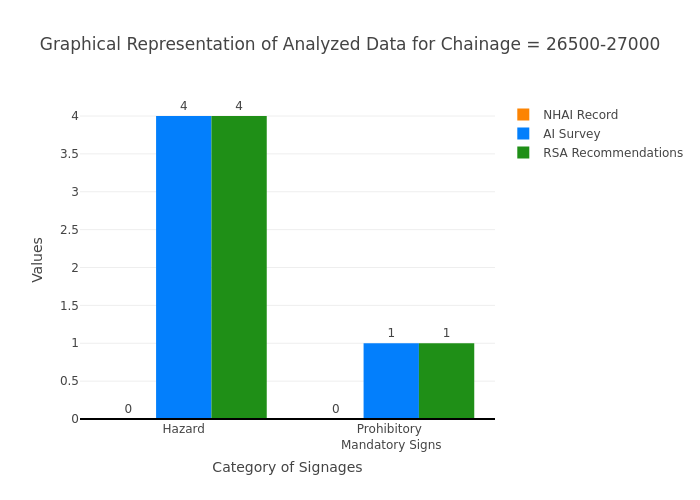 Graphical Representation of Analyzed Data for Chainage = 26500-27000
4
3.5
3
2.5
2
1.5
1
0.5
0
Values
0
4
4
0
1
1
Hazard
Prohibitory
Mandatory Signs
Category of Signages
NHAI Record
AI Survey
RSA Recommendations